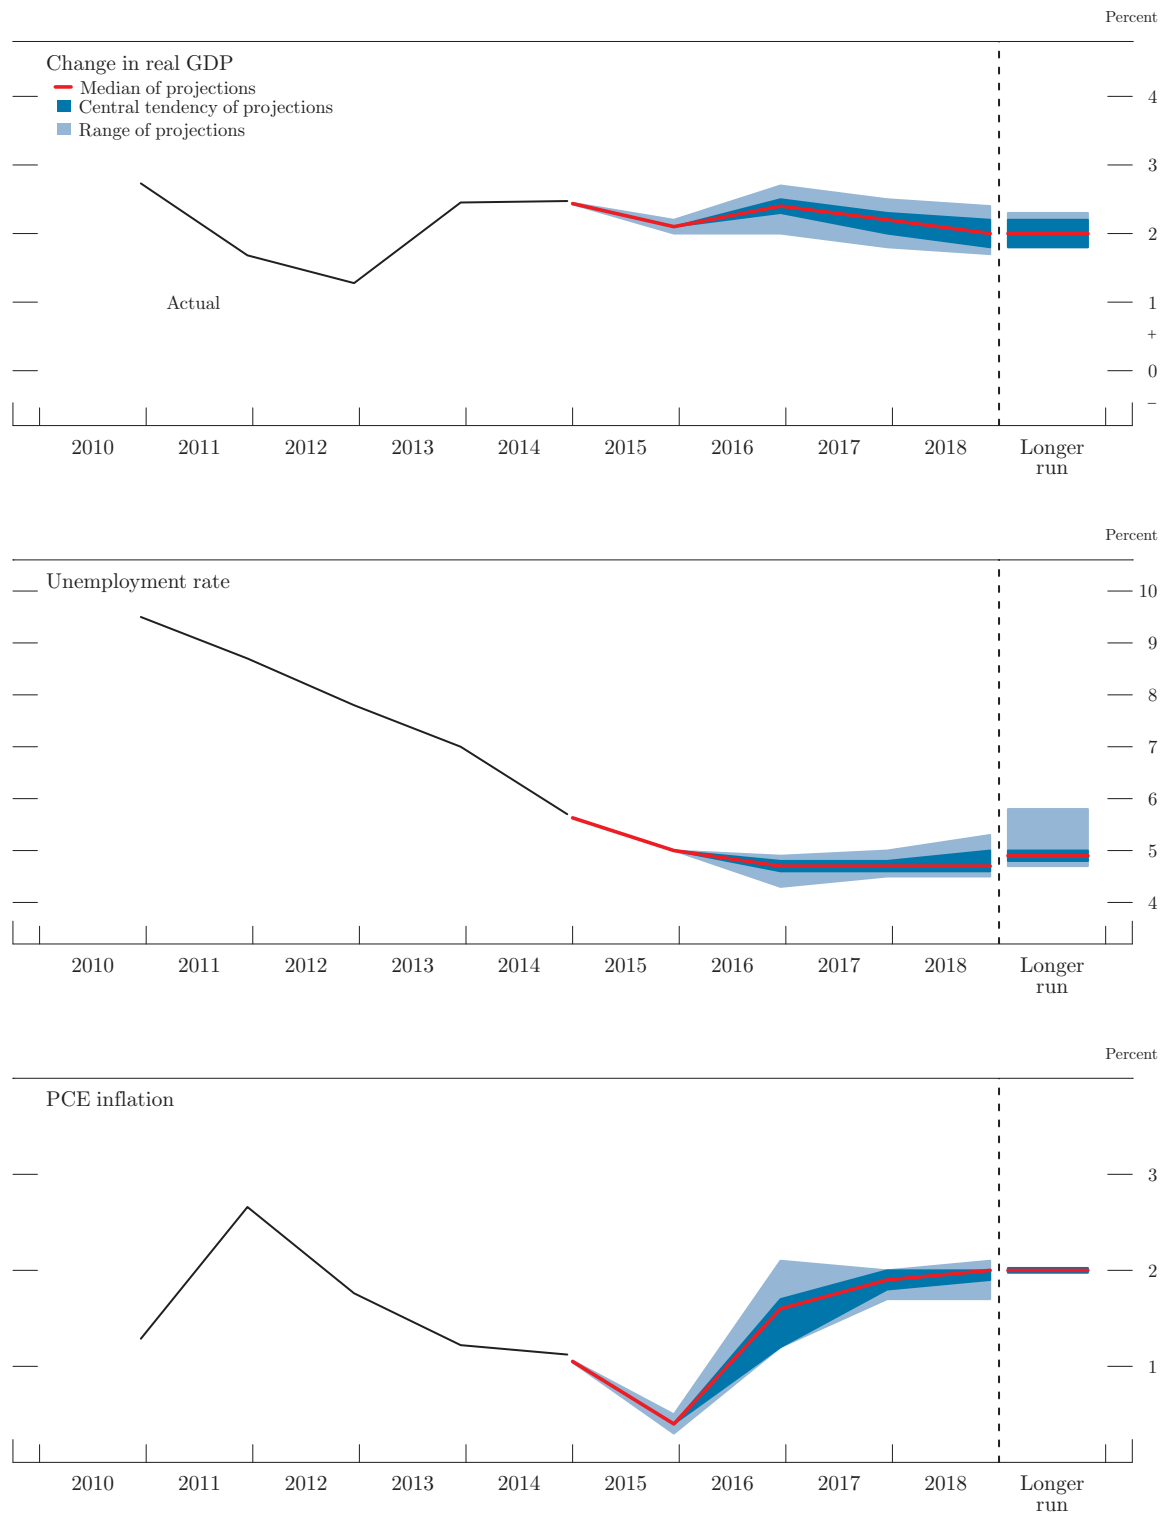 Percent
Change in real GDP
Median of projections
Central tendency of projections
Range of projections
4
3
2
Actual
1
+
0
−
2010 2011 2012 2013 2014 2015 2016 2017 2018 Longer
run
Percent
Unemployment rate
10
9
8
7
6
5
4
2010 2011 2012 2013 2014 2015 2016 2017 2018 Longer
run
Percent
PCE inflation
3
2
1
2010 2011 2012 2013 2014 2015 2016 2017 2018 Longer
run